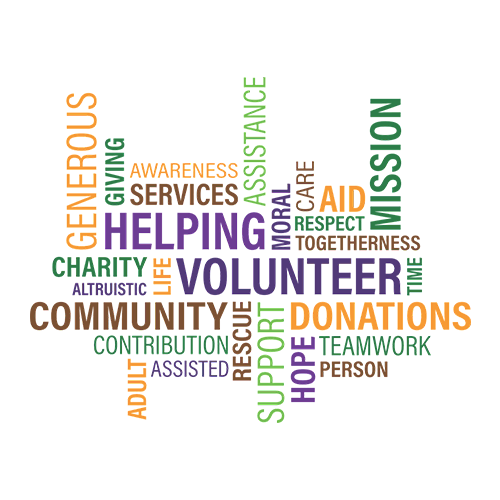 GENEROUS
GIVING
AWARENESS
SERVICES
ASSISTANCE
HELPING
MORAL
CARE
AID
RESPECT
MISSION
TOGETHERNESS
CHARITY
ALTRUISTIC
LIFE
VOLUNTEER
TIME
COMMUNITY
RESCUE
SUPPORT
DONATIONS
CONTRIBUTION
HOPE
TEAMWORK
ADULT
ASSISTED
PERSON